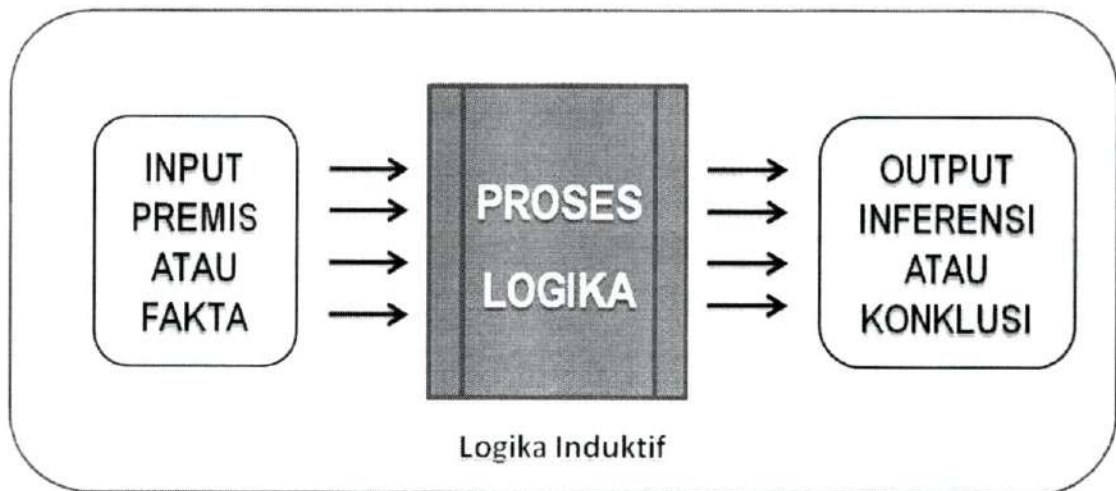 INPUT
PREMIS
ATAU
FAKTA
PROSES
LOGIKA
OUTPUT
INFERENSI
ATAU
KONKLUSI
Logika Induktif